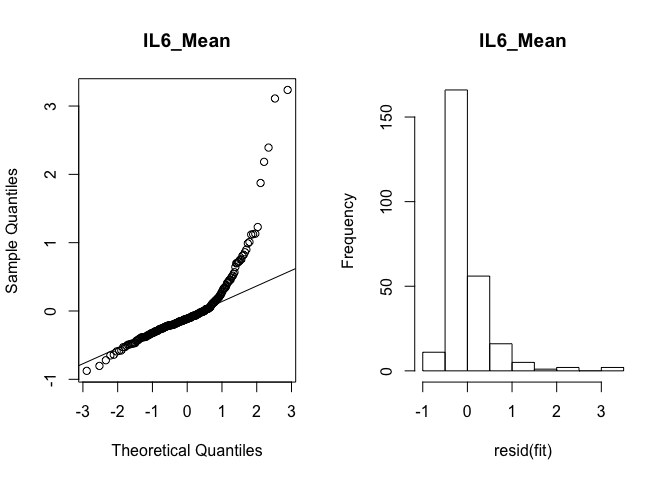 IL6_Mean
Sample Quantiles
3
2
1
0
-1
-3 -2 -1 0 1 2 3
Theoretical Quantiles
IL6_Mean
Frequency
150
100
50
0
-1 0 1 2 3
resid(fit)